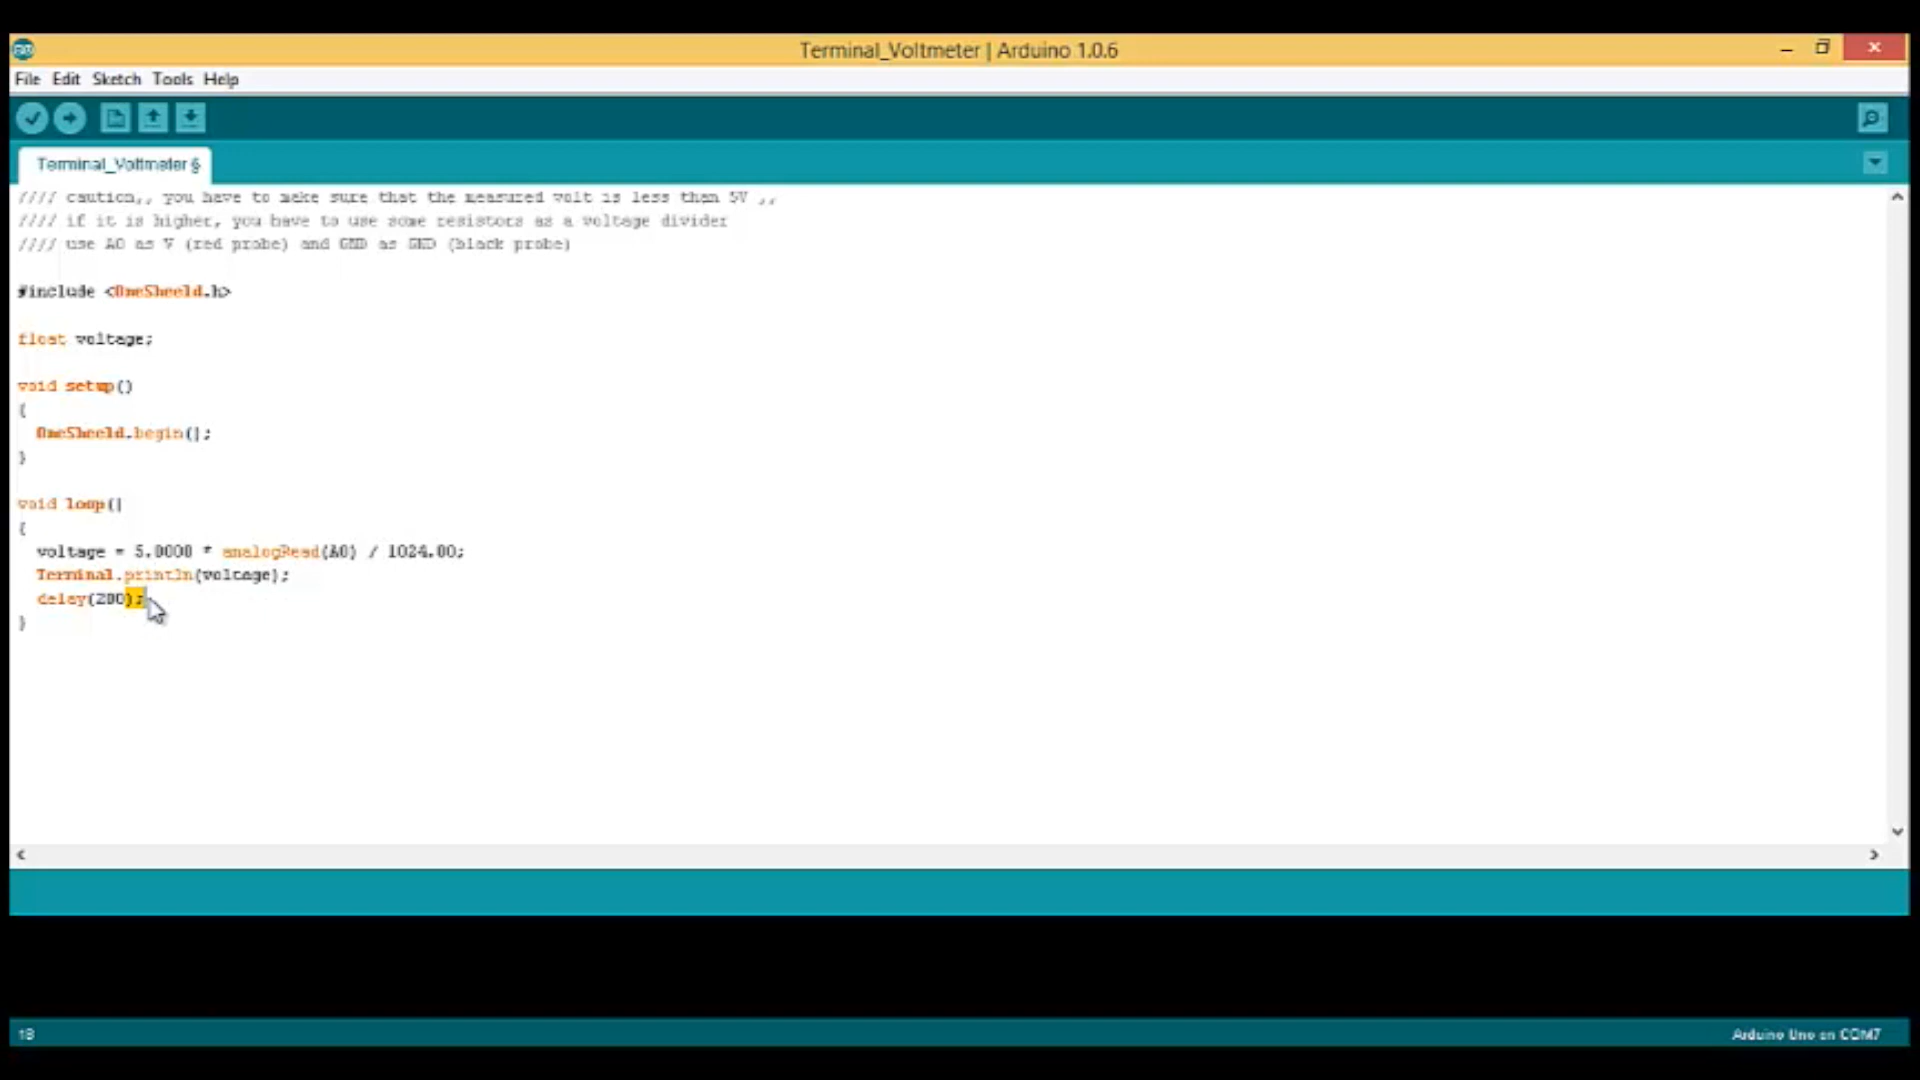 Terminal_Voltmeter | Arduino 1.0.6
File Edit Sketch Tools Help
Terminal_Voltmeter §
//// caution,, you have to make sure that the measured volt is less than 5V ,,
//// if it is higher, you have to use some resistors as a voltage divider
//// use A0 as V (red probe) and GND as GND (black probe)
#include <OneSheeld.h>
float voltage;
void setup()
{
OneSheeld.begin();
}
void loop()
{
voltage = 5.0000 * analogRead(A0) / 1024.00;
Terminal.println(voltage);
delay(200);
}
18
Arduino Uno on COM7